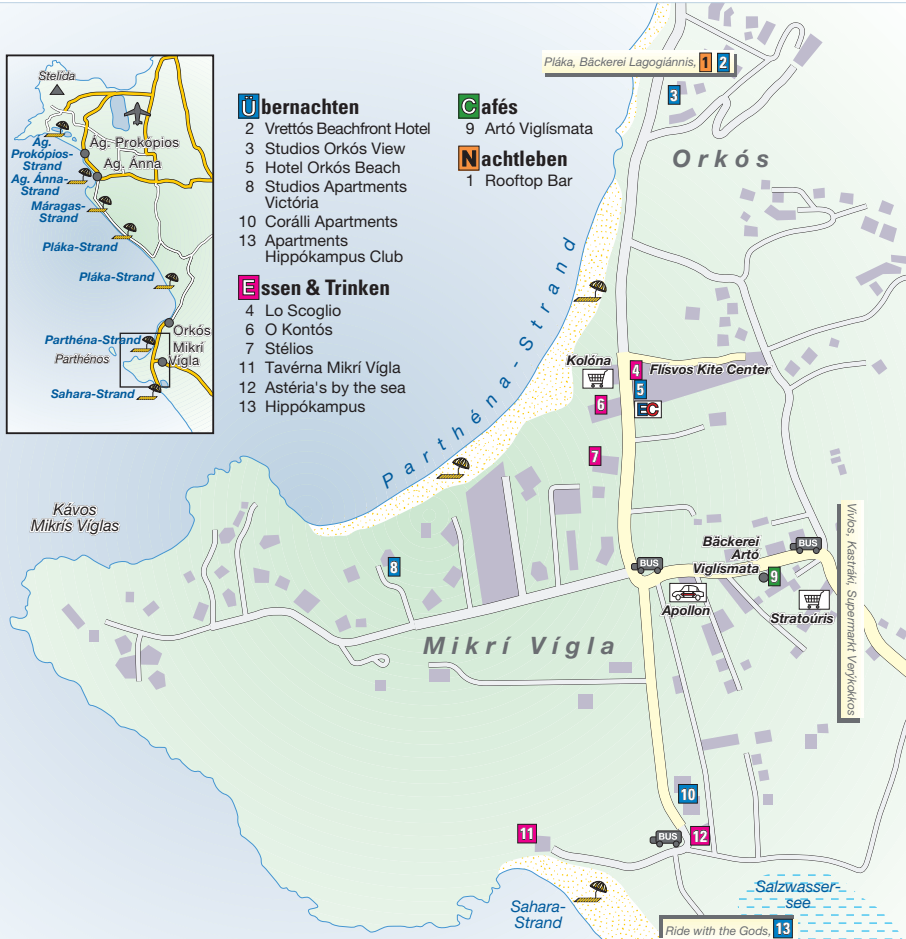 Stelida
Ág. Prokópios
Ág.
Prokópios-
Strand
Ag. Ánna
Ag. Ánna-
Strand
Máragas-
Strand
Pláka-Strand
Pláka-Strand
Orkós
Parthéna-Strand
Mikrí
Vígla
Parthénos
Sahara-Strand
Übernachten
2 Vrettós Beachfront Hotel
3 Studios Orkós View
5 Hotel Orkós Beach
8 Studios Apartments
Victória
10 Corálli Apartments
13 Apartments
Hippókampus Club
Essen & Trinken
4 Lo Scoglio
6 O Kontós
7 Stélios
11 Tavérna Mikrí Vígla
12 Astéria's by the sea
13 Hippókampus
Cafés
9 Artó Viglísmata
Nachtleben
1 Rooftop Bar
Pláka, Bäckerei Lagogiánnis, 1 2
3
Orkós
Parthéna-Strand
Kolóna
4 Flísvos Kite Center
5
EC
6
7
Kávos
Mikrís Víglas
8
BUS
Bäckerei
Artó
Viglísmata
BUS
9
Apollon
Stratoúris
Vívlos, Kastráki, Supermarkt Verýkokkos
Mikrí Vígla
10
11
BUS
12
Sahara-
Strand
Salzwasser-
see
Ride with the Gods, 13